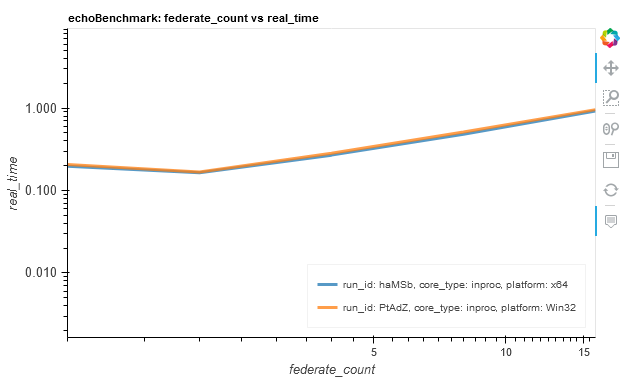 echoBenchmark: federate_count vs real_time
real_time
1.000
0.100
0.010
run_id: haMSb, core_type: inproc, platform: x64
run_id: PtAdZ, core_type: inproc, platform: Win32
5
10
15
federate_count